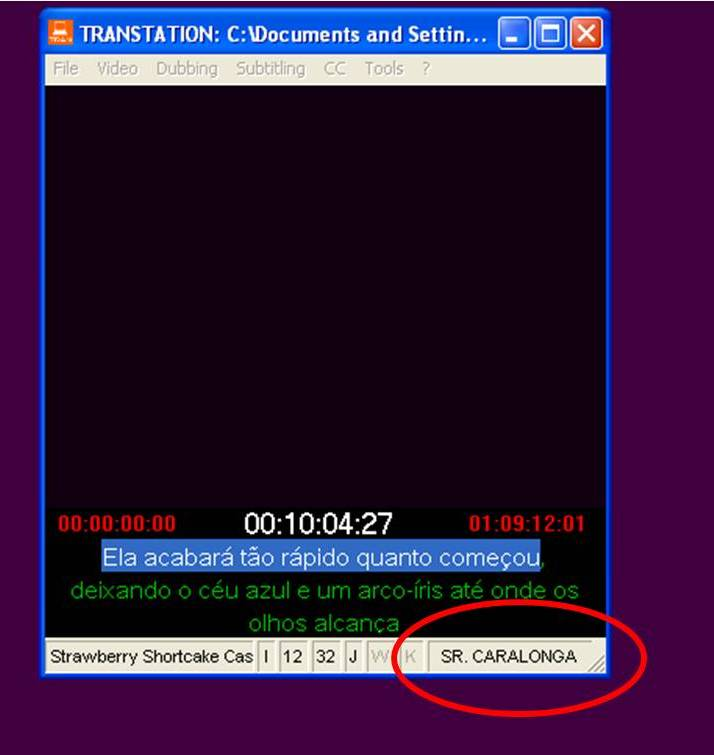 TRANSTATION: C:\Documents and Settin...
File Video Dubbing Subtitling CC Tools ?
00:00:00:00 00:10:04:27 01:09:12:01
Ela acabará tão rápido quanto começou,
deixando o céu azul e um arco-íris até onde os
olhos alcança
Strawberry Shortcake Cas I 12 32 J W K SR. CARALONGA